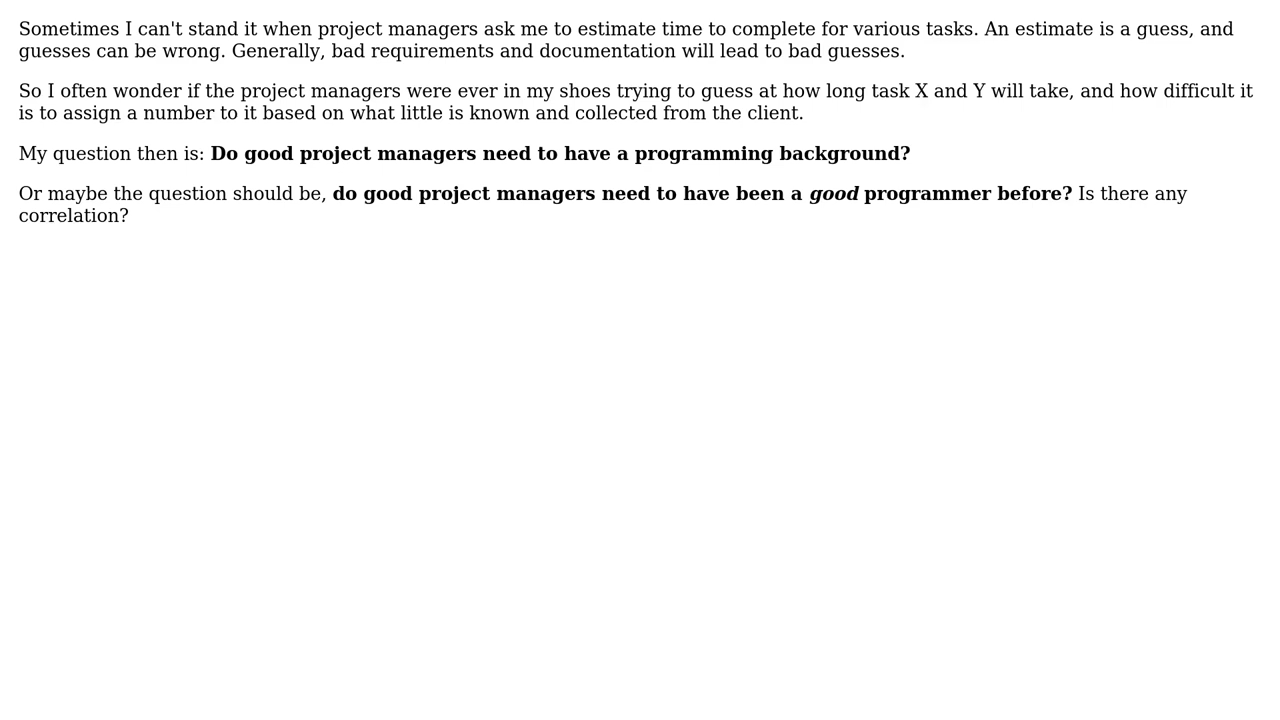 Sometimes I can't stand it when project managers ask me to estimate time to complete for various tasks. An estimate is a guess, and
guesses can be wrong. Generally, bad requirements and documentation will lead to bad guesses.
So I often wonder if the project managers were ever in my shoes trying to guess at how long task X and Y will take, and how difficult it
is to assign a number to it based on what little is known and collected from the client.
My question then is: Do good project managers need to have a programming background?
Or maybe the question should be, do good project managers need to have been a good programmer before? Is there any
correlation?